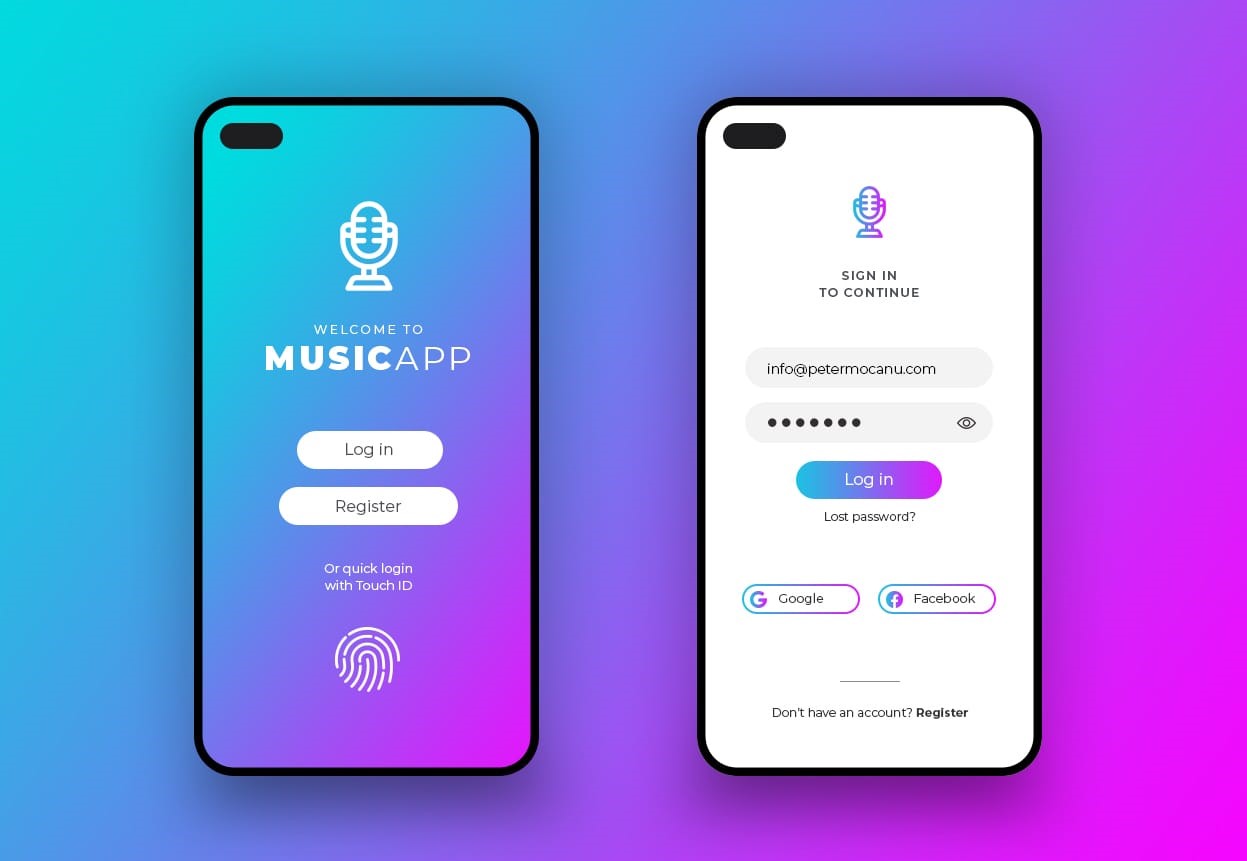 WELCOME TO
MUSICAPP
Log in
Register
Or quick login
with Touch ID
SIGN IN
TO CONTINUE
info@petermocanu.com
Log in
Lost password?
Google
Facebook
Don't have an account? Register